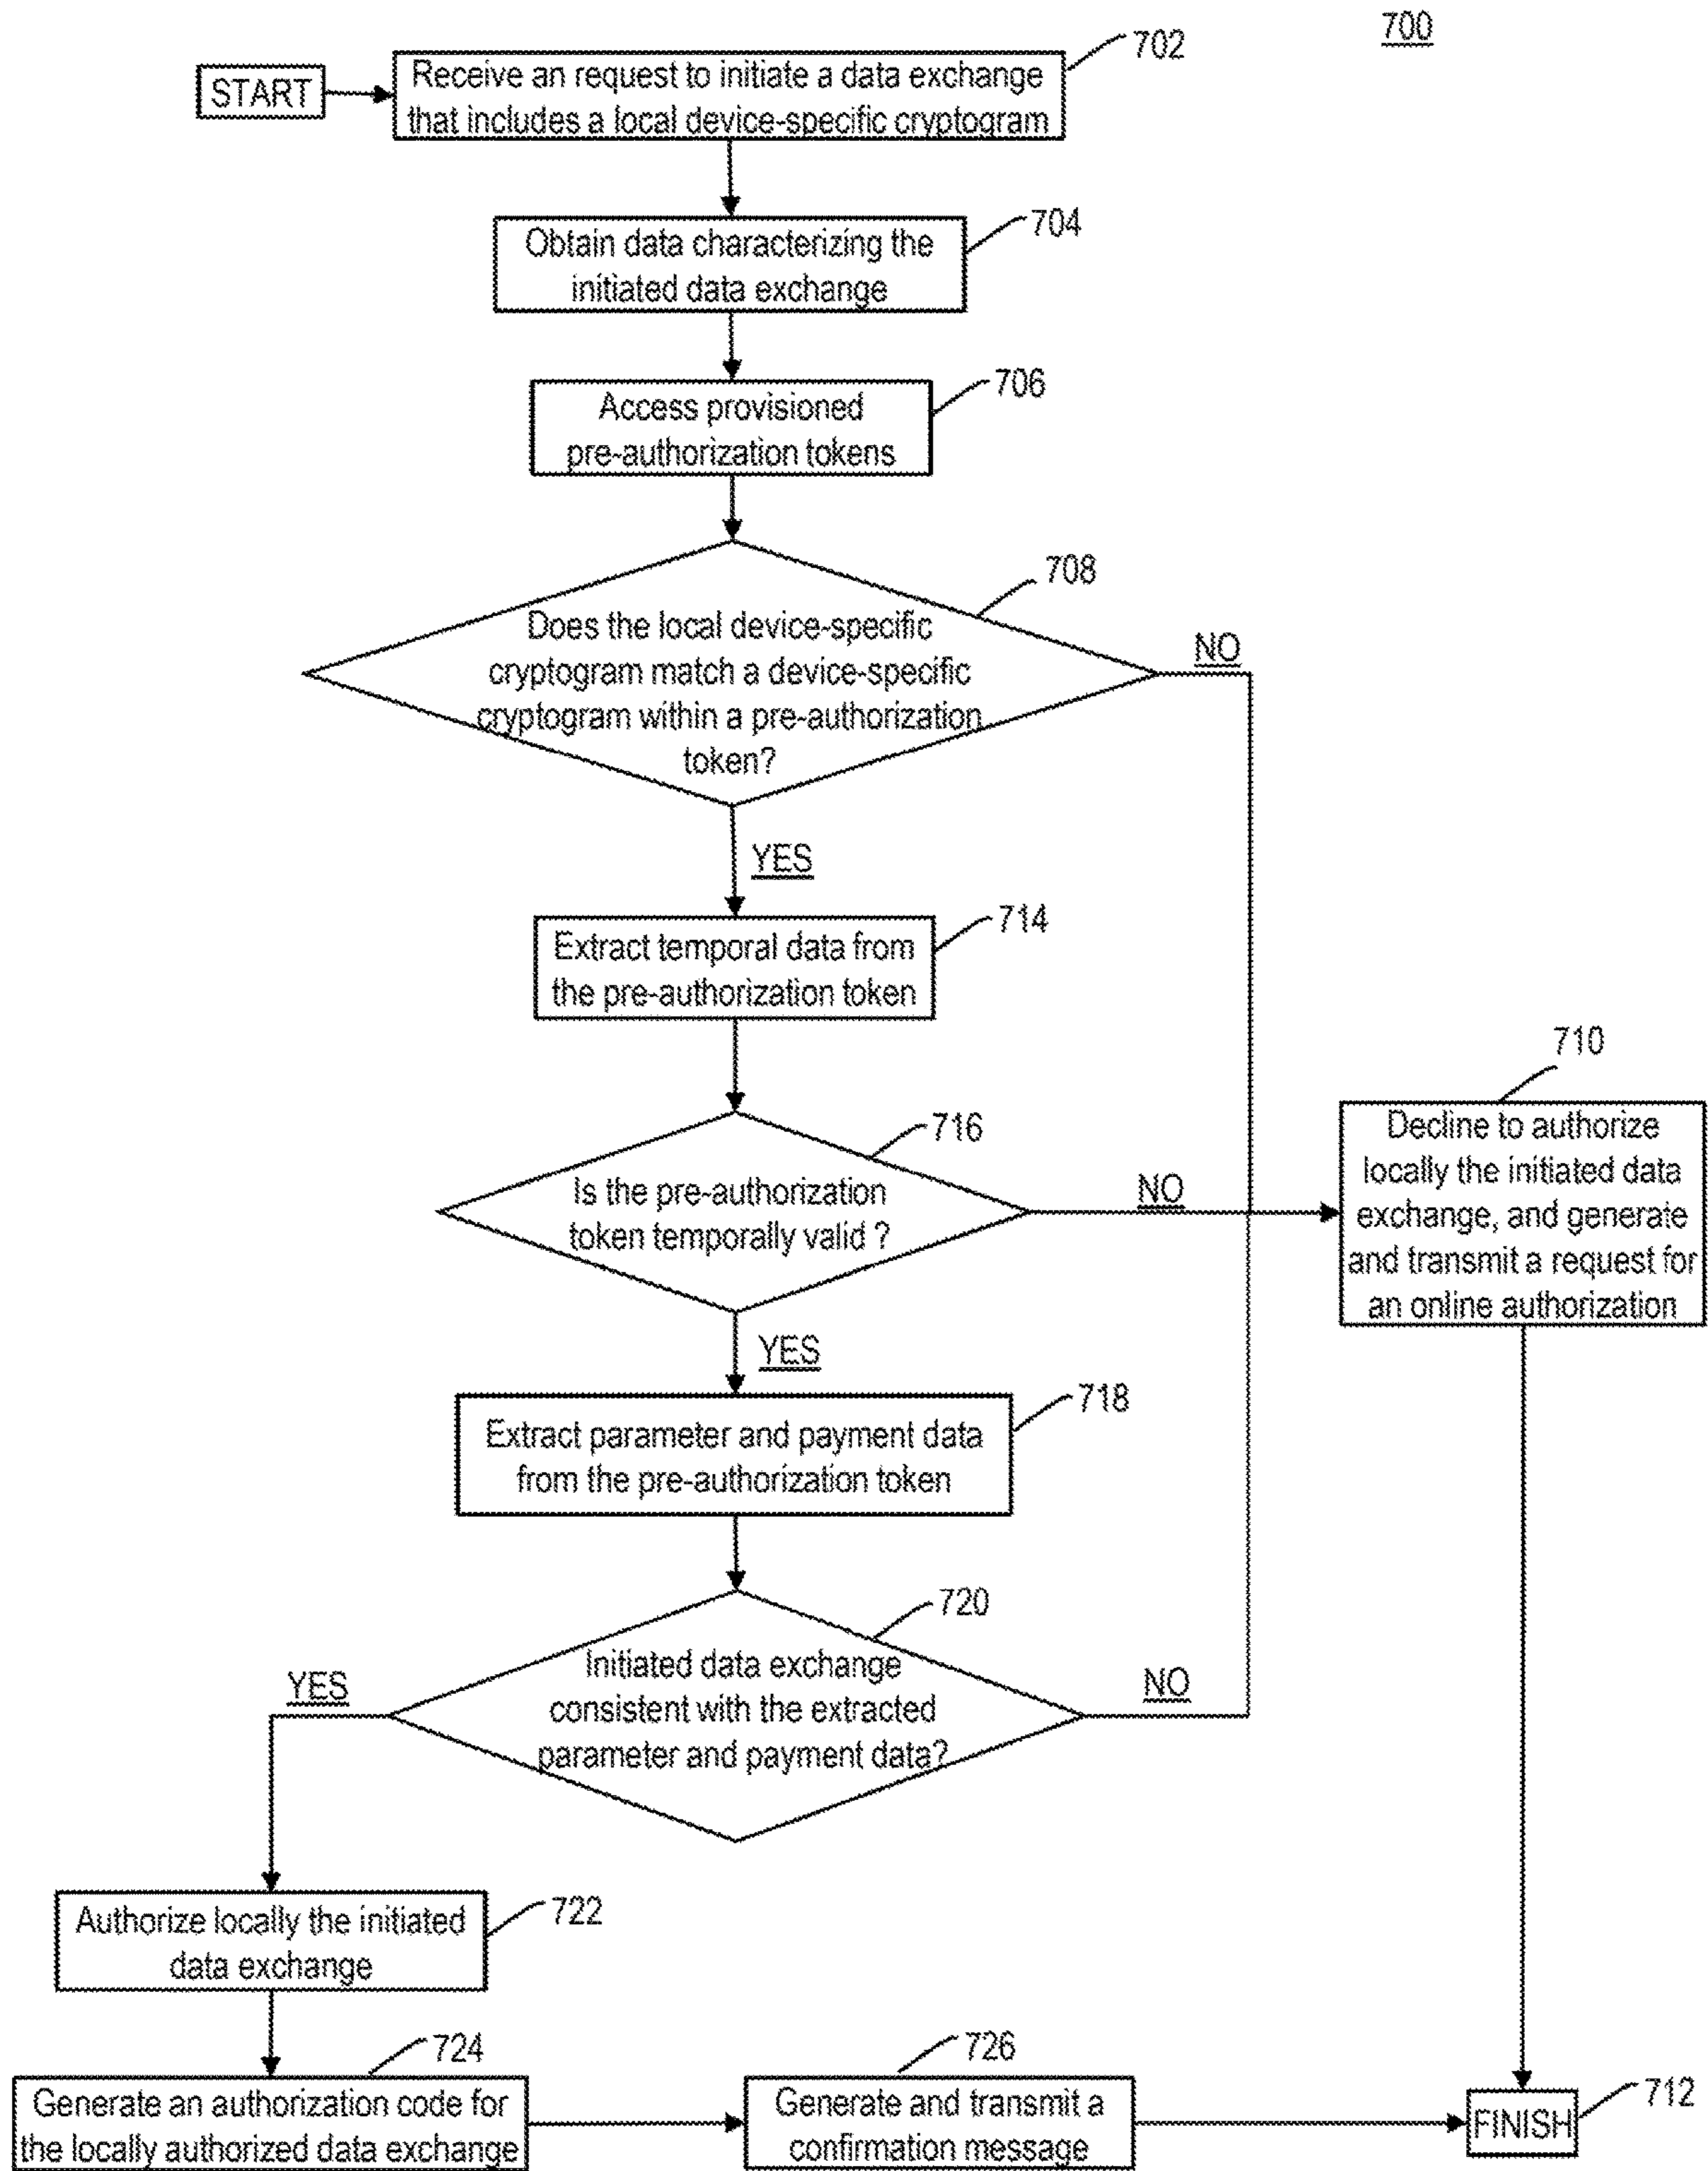 700
START
702
Receive an request to initiate a data exchange
that includes a local device-specific cryptogram
704
Obtain data characterizing the
initiated data exchange
706
Access provisioned
pre-authorization tokens
708
Does the local device-specific
cryptogram match a device-specific
cryptogram within a pre-authorization
token?
NO
YES
714
Extract temporal data from
the pre-authorization token
716
Is the pre-authorization
token temporally valid ?
NO
710
Decline to authorize
locally the initiated data
exchange, and generate
and transmit a request for
an online authorization
YES
718
Extract parameter and payment data
from the pre-authorization token
720
Initiated data exchange
consistent with the extracted
parameter and payment data?
YES
NO
722
Authorize locally the initiated
data exchange
724
Generate an authorization code for
the locally authorized data exchange
726
Generate and transmit a
confirmation message
712
FINISH